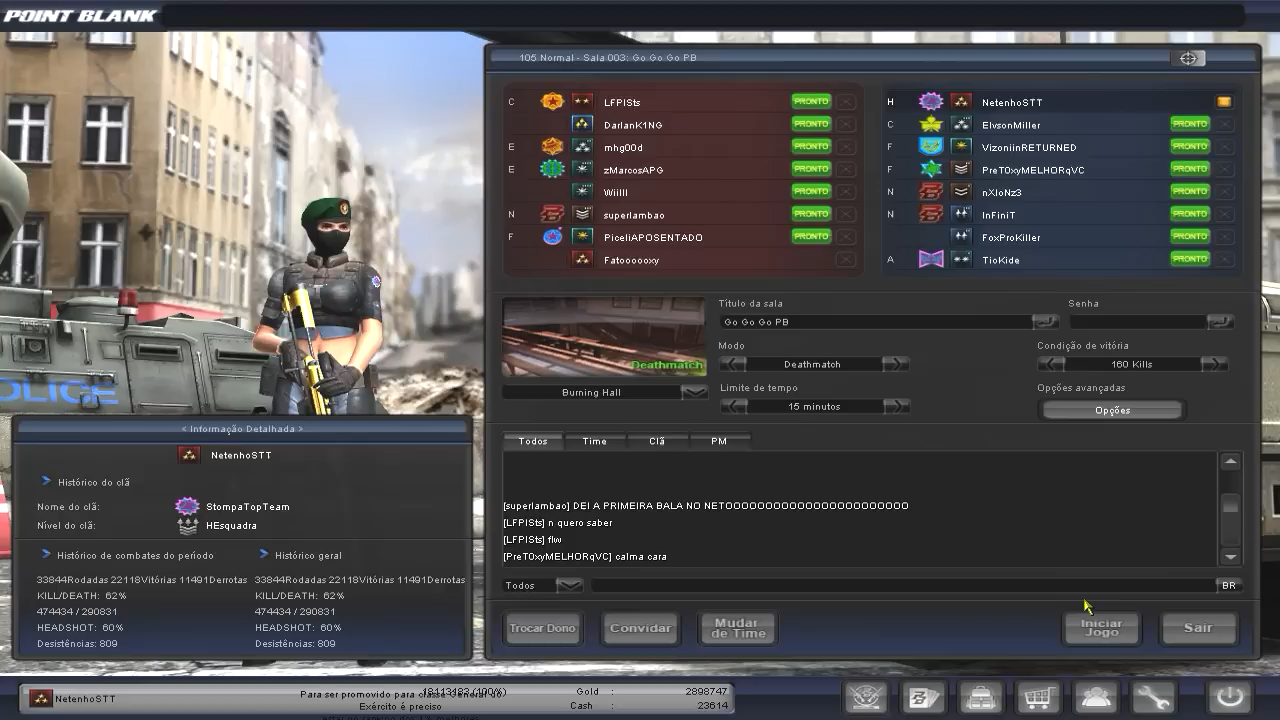 POINT BLANK
105 Normal - Sala 003: Go Go Go PB
C LFPISts PRONTO
DarlanK1NG PRONTO
E mhg00d PRONTO
E zMarcosAPG PRONTO
Wiilll PRONTO
N superlambao PRONTO
F PiceliAPOSENTADO PRONTO
Fatoooooxy
H NetenhoSTT
C ElvsonMiller PRONTO
F VizoniinRETURNED PRONTO
F PreT0xyMELHORqVC PRONTO
N nXloNz3 PRONTO
N InFiniT PRONTO
FoxProKiller PRONTO
A TioKide PRONTO
Deathmatch
Burning Hall
Título da sala
Go Go Go PB
Senha
Modo
Deathmatch
Condição de vitória
160 Kills
Limite de tempo
15 minutos
Opções avançadas
Opções
Todos Time Clã PM
[superlambao] DEI A PRIMEIRA BALA NO NETOOOOOOOOOOOOOOOOOOOOOOOO
[LFPISts] n quero saber
[LFPISts] flw
[PreT0xyMELHORqVC] calma cara
Todos BR
Trocar Dono
Convidar
Mudar
de Time
Iniciar
Jogo
Sair
< Informação Detalhada >
NetenhoSTT
Histórico do clã
Nome do clã: StompaTopTeam
Nível do clã: HEsquadra
Histórico de combates do período
33844Rodadas 22118Vitórias 11491Derrotas
KILL/DEATH: 62%
474434 / 290831
HEADSHOT: 60%
Desistências: 809
Histórico geral
33844Rodadas 22118Vitórias 11491Derrotas
KILL/DEATH: 62%
474434 / 290831
HEADSHOT: 60%
Desistências: 809
POLICE
NetenhoSTT
Para ser promovido para
Exército é preciso
Gold : 2898747
Cash : 23614